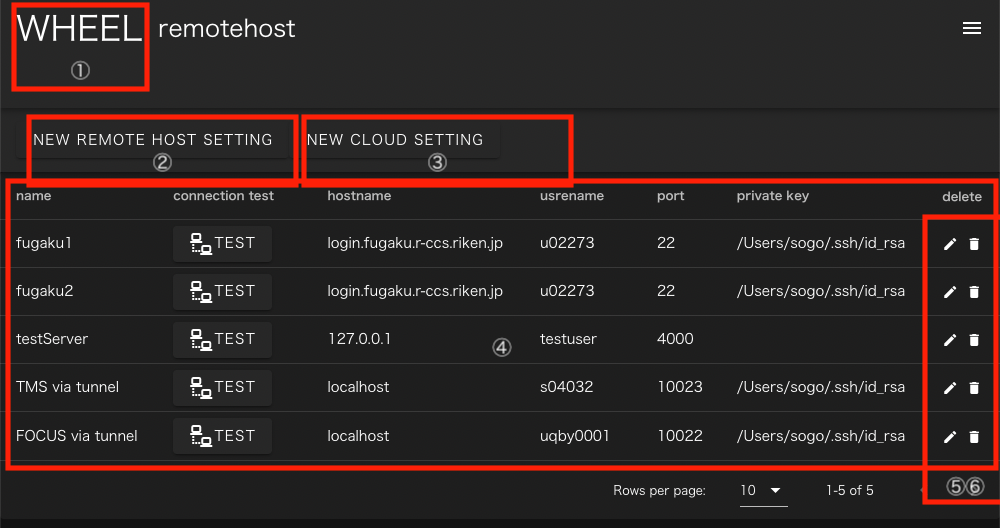 WHEEL remotehost
①
NEW REMOTE HOST SETTING NEW CLOUD SETTING
② ③
name connection test hostname usrename port private key delete
fugaku1 TEST login.fugaku.r-ccs.riken.jp u02273 22 /Users/sogo/.ssh/id_rsa
fugaku2 TEST login.fugaku.r-ccs.riken.jp u02273 22 /Users/sogo/.ssh/id_rsa
testServer TEST 127.0.0.1 testuser 4000
④
TMS via tunnel TEST localhost s04032 10023 /Users/sogo/.ssh/id_rsa
FOCUS via tunnel TEST localhost uqby0001 10022 /Users/sogo/.ssh/id_rsa
Rows per page: 10 1-5 of 5 ⑤⑥